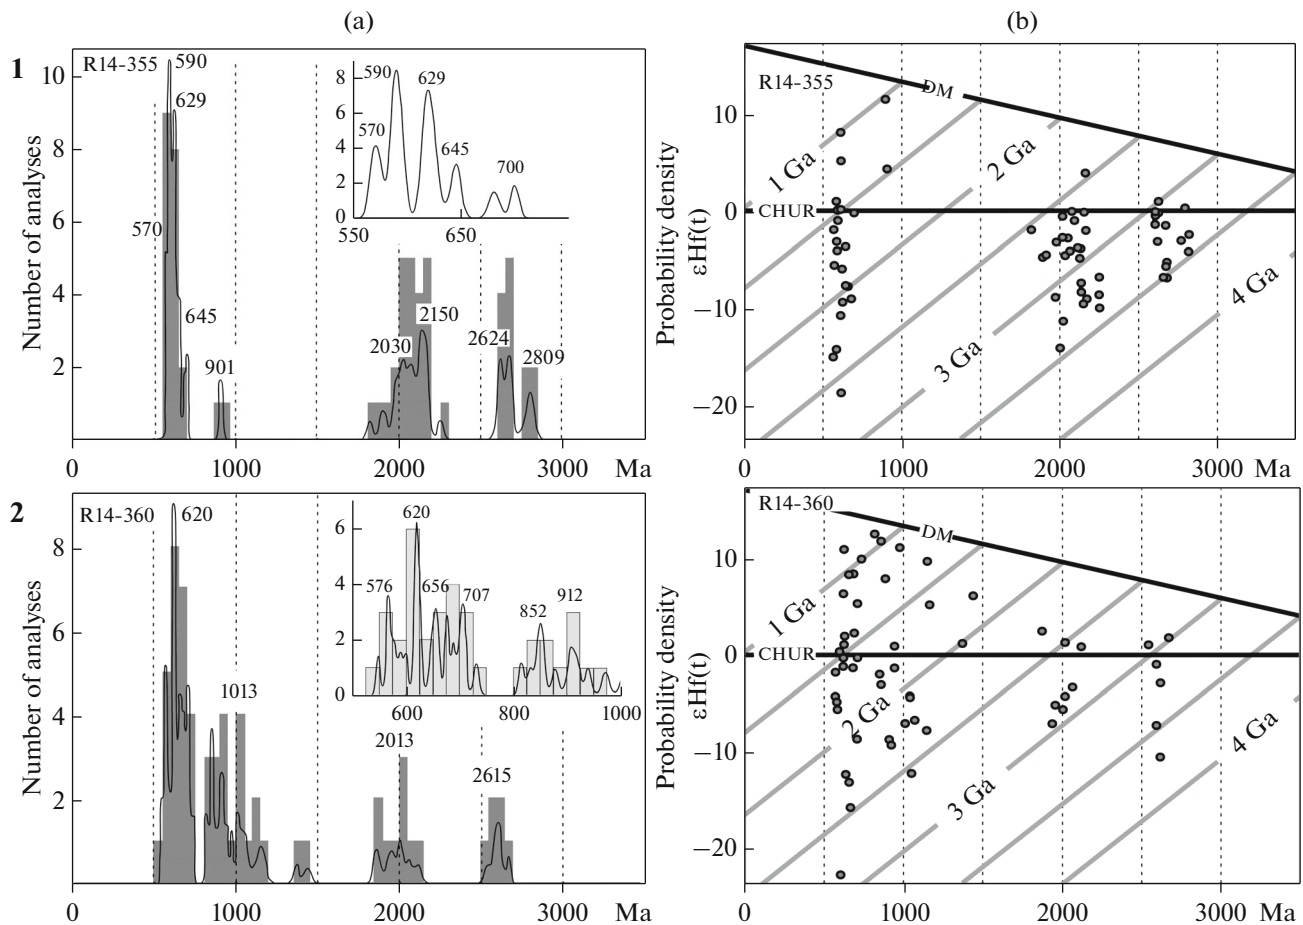 (a)
(b)
1
R14-355
590
629
570
645
901
2030
2150
2624
2809
10
8
6
4
2
Number of analyses
0
1000
2000
3000
Ma
590
629
570
645
700
8
6
4
2
0
550
650
R14-355
DM
CHUR
1 Ga
2 Ga
3 Ga
4 Ga
10
0
−10
−20
Probability density
εHf(t)
0
1000
2000
3000
Ma
2
R14-360
620
1013
2013
2615
8
6
4
2
Number of analyses
0
1000
2000
3000
Ma
620
576
656
707
852
912
6
4
2
0
600
800
1000
R14-360
DM
CHUR
1 Ga
2 Ga
3 Ga
4 Ga
10
0
−10
−20
Probability density
εHf(t)
0
1000
2000
3000
Ma